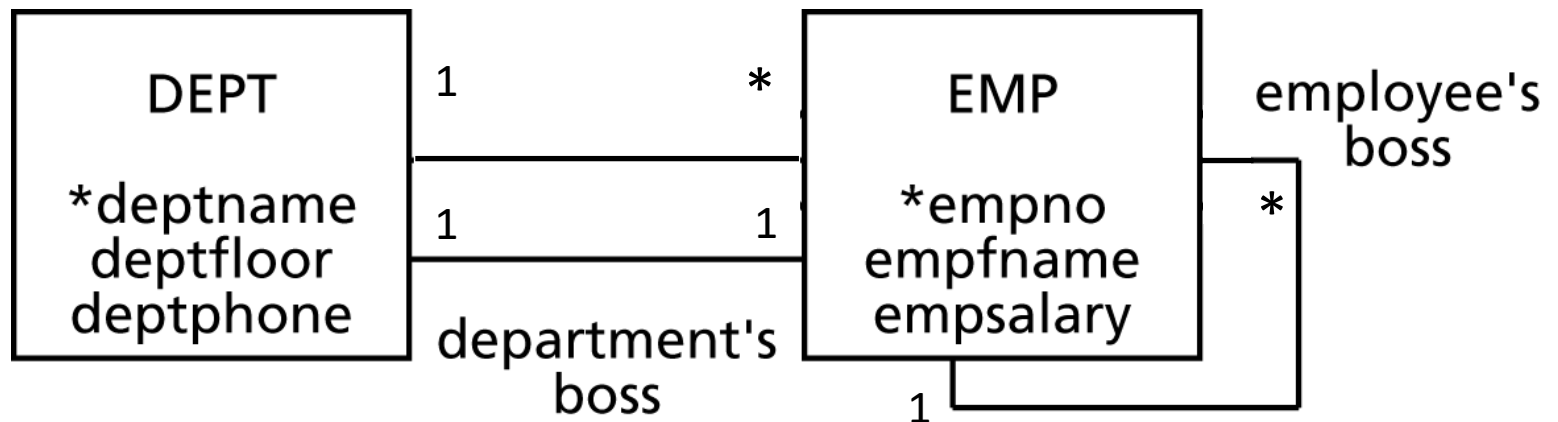 DEPT
*deptname
deptfloor
deptphone
1
*
1
1
department's
boss
EMP
*empno
empfname
empsalary
employee's
boss
*
1